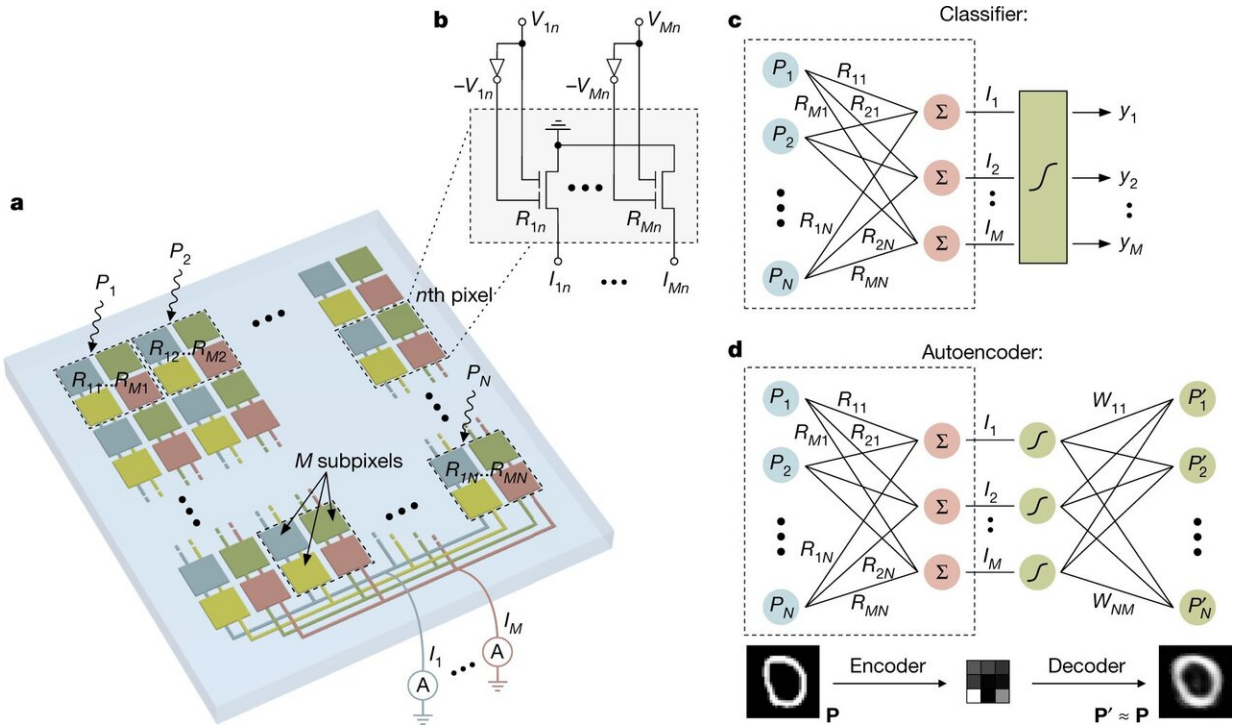 a
P1
P2
R11...RM1
R12...RM2
nth pixel
PN
R1N...RMN
M subpixels
I1
IM
A
A
b
V1n
VMn
–V1n
–VMn
R1n
RMn
I1n
IMn
c
Classifier:
P1
P2
PN
R11
RM1
R21
R1N
R2N
RMN
Σ
Σ
Σ
I1
I2
IM
y1
y2
yM
d
Autoencoder:
P1
P2
PN
R11
RM1
R21
R1N
R2N
RMN
Σ
Σ
Σ
I1
I2
IM
W11
WNM
P′1
P′2
P′N
Encoder
Decoder
P
P′ ≈ P